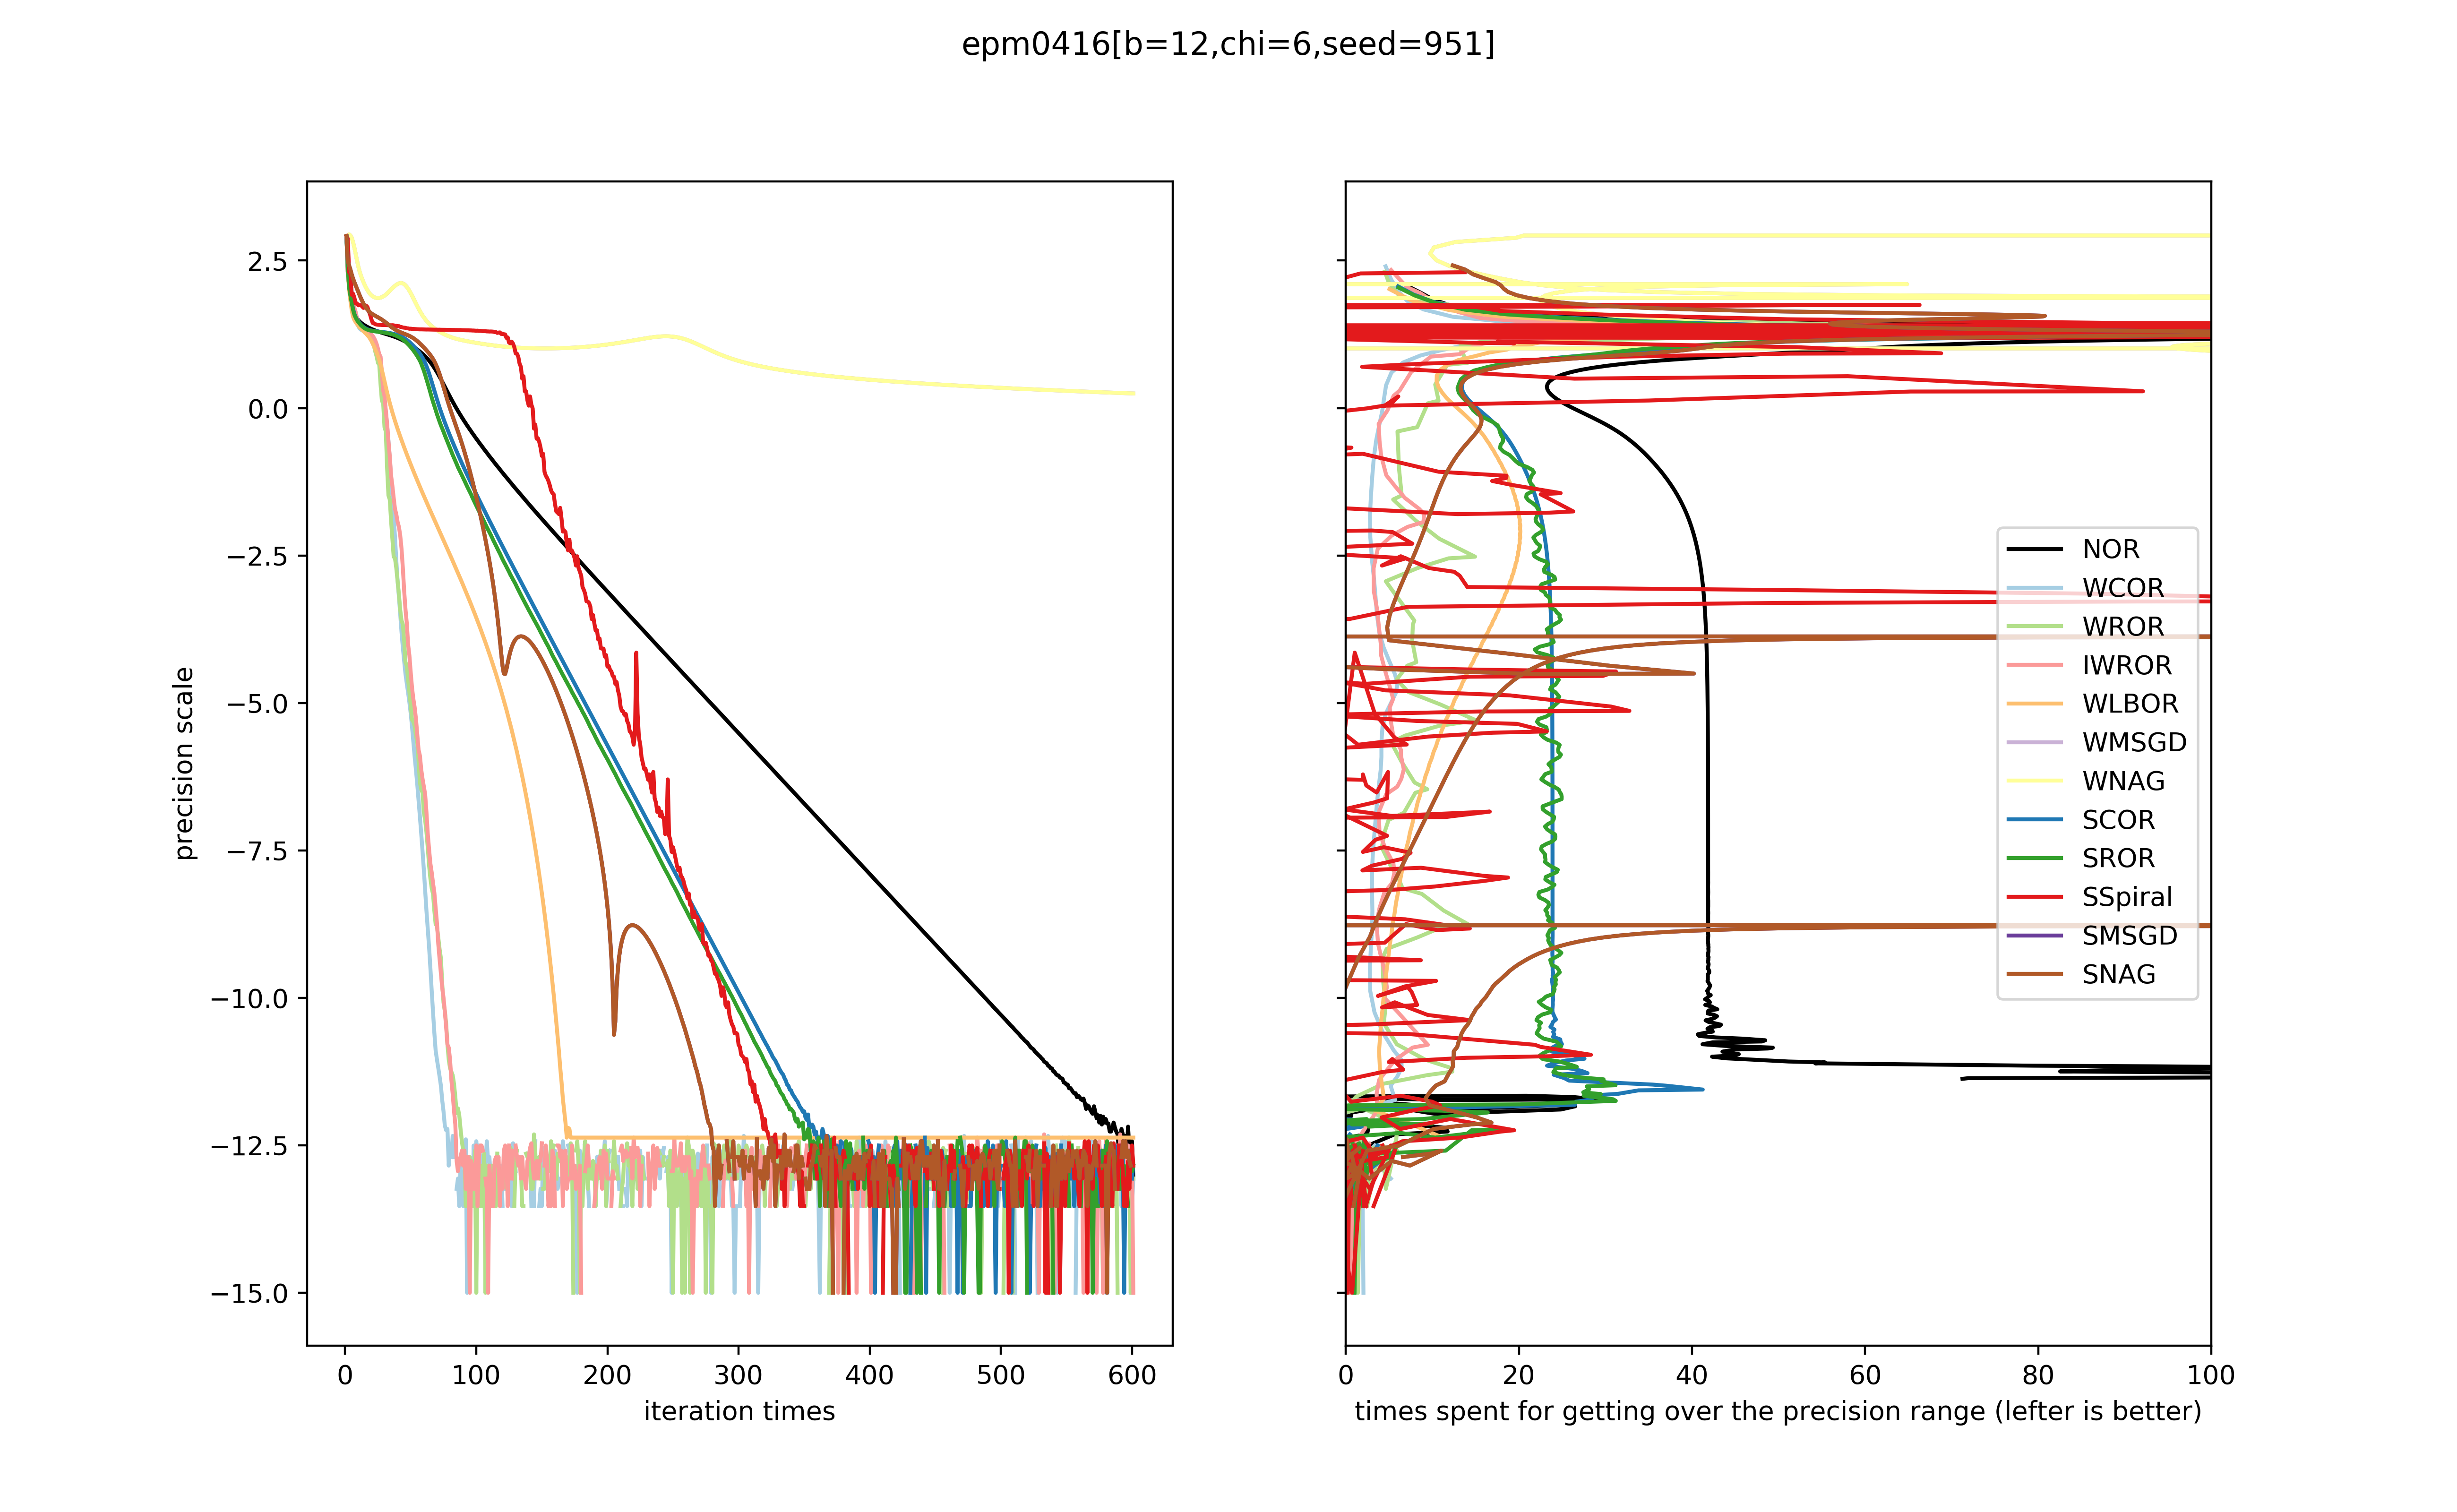 epm0416[b=12,chi=6,seed=951]
precision scale
2.5
0.0
−2.5
−5.0
−7.5
−10.0
−12.5
−15.0
0 100 200 300 400 500 600
iteration times
NOR
WCOR
WROR
IWROR
WLBOR
WMSGD
WNAG
SCOR
SROR
SSpiral
SMSGD
SNAG
0 20 40 60 80 100
times spent for getting over the precision range (lefter is better)